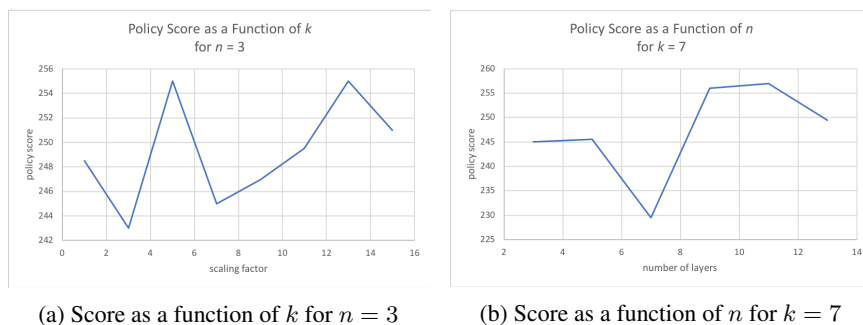 Policy Score as a Function of k
for n = 3
256
254
252
250
248
246
244
242
policy score
0 2 4 6 8 10 12 14 16
scaling factor
(a) Score as a function of k for n = 3
Policy Score as a Function of n
for k = 7
260
255
250
245
240
235
230
225
policy score
2 4 6 8 10 12 14
number of layers
(b) Score as a function of n for k = 7